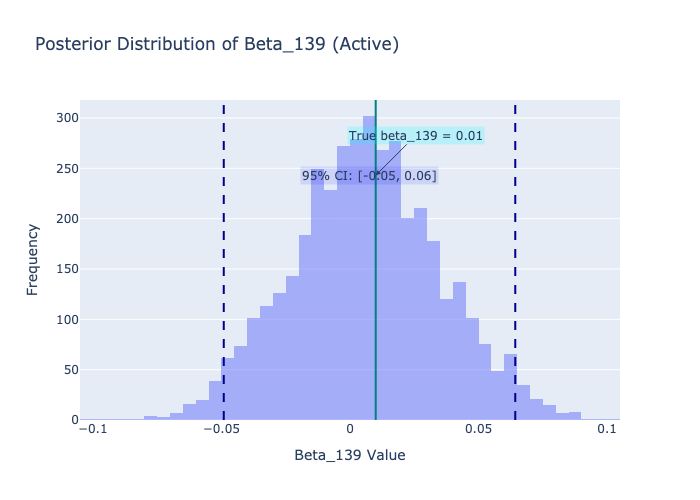 Posterior Distribution of Beta_139 (Active)
300
250
200
150
100
50
0
Frequency
True beta_139 = 0.01
95% CI: [-0.05, 0.06]
−0.1
−0.05
0
0.05
0.1
Beta_139 Value